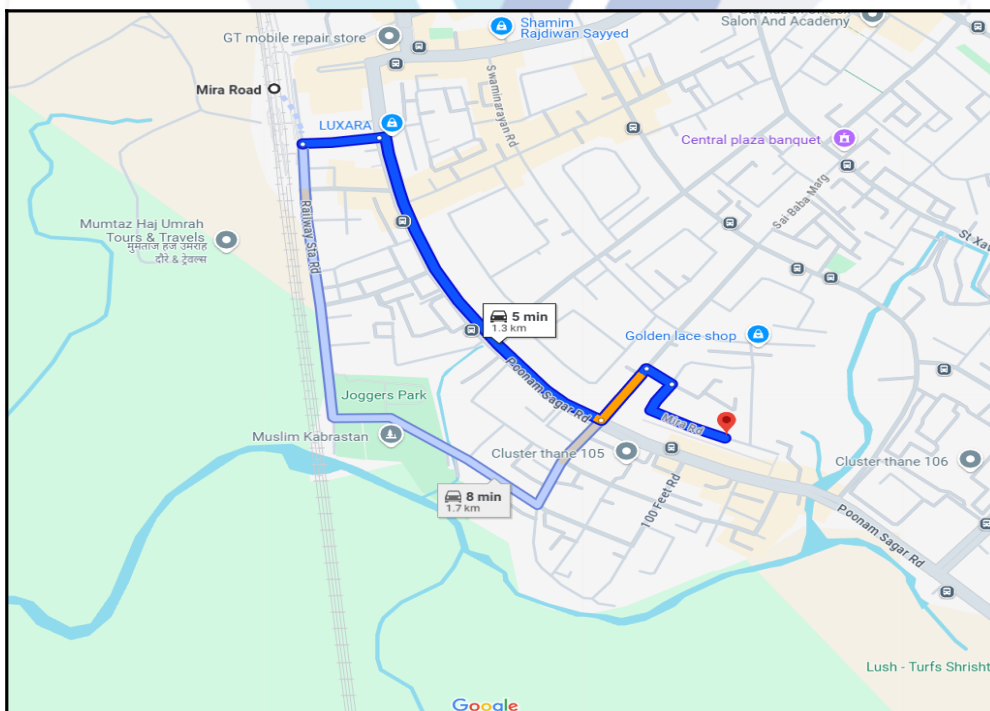 Salon And Academy
Shamim
Rajdiwan Sayyed
GT mobile repair store
Mira Road
Swaminarayan Rd
LUXARA
Central plaza banquet
Sai Baba Marg
Railway Sta. Rd
Mumtaz Haj Umrah
Tours & Travels
मुमताज हज उमराह
दौरे & ट्रेवल्स
St Xav
5 min
1.3 km
Golden lace shop
Poonam Sagar Rd
Joggers Park
Mira Rd
Muslim Kabrastan
Cluster thane 105
Cluster thane 106
8 min
1.7 km
100 Feet Rd
Poonam Sagar Rd
Lush - Turfs Shrisht
Google